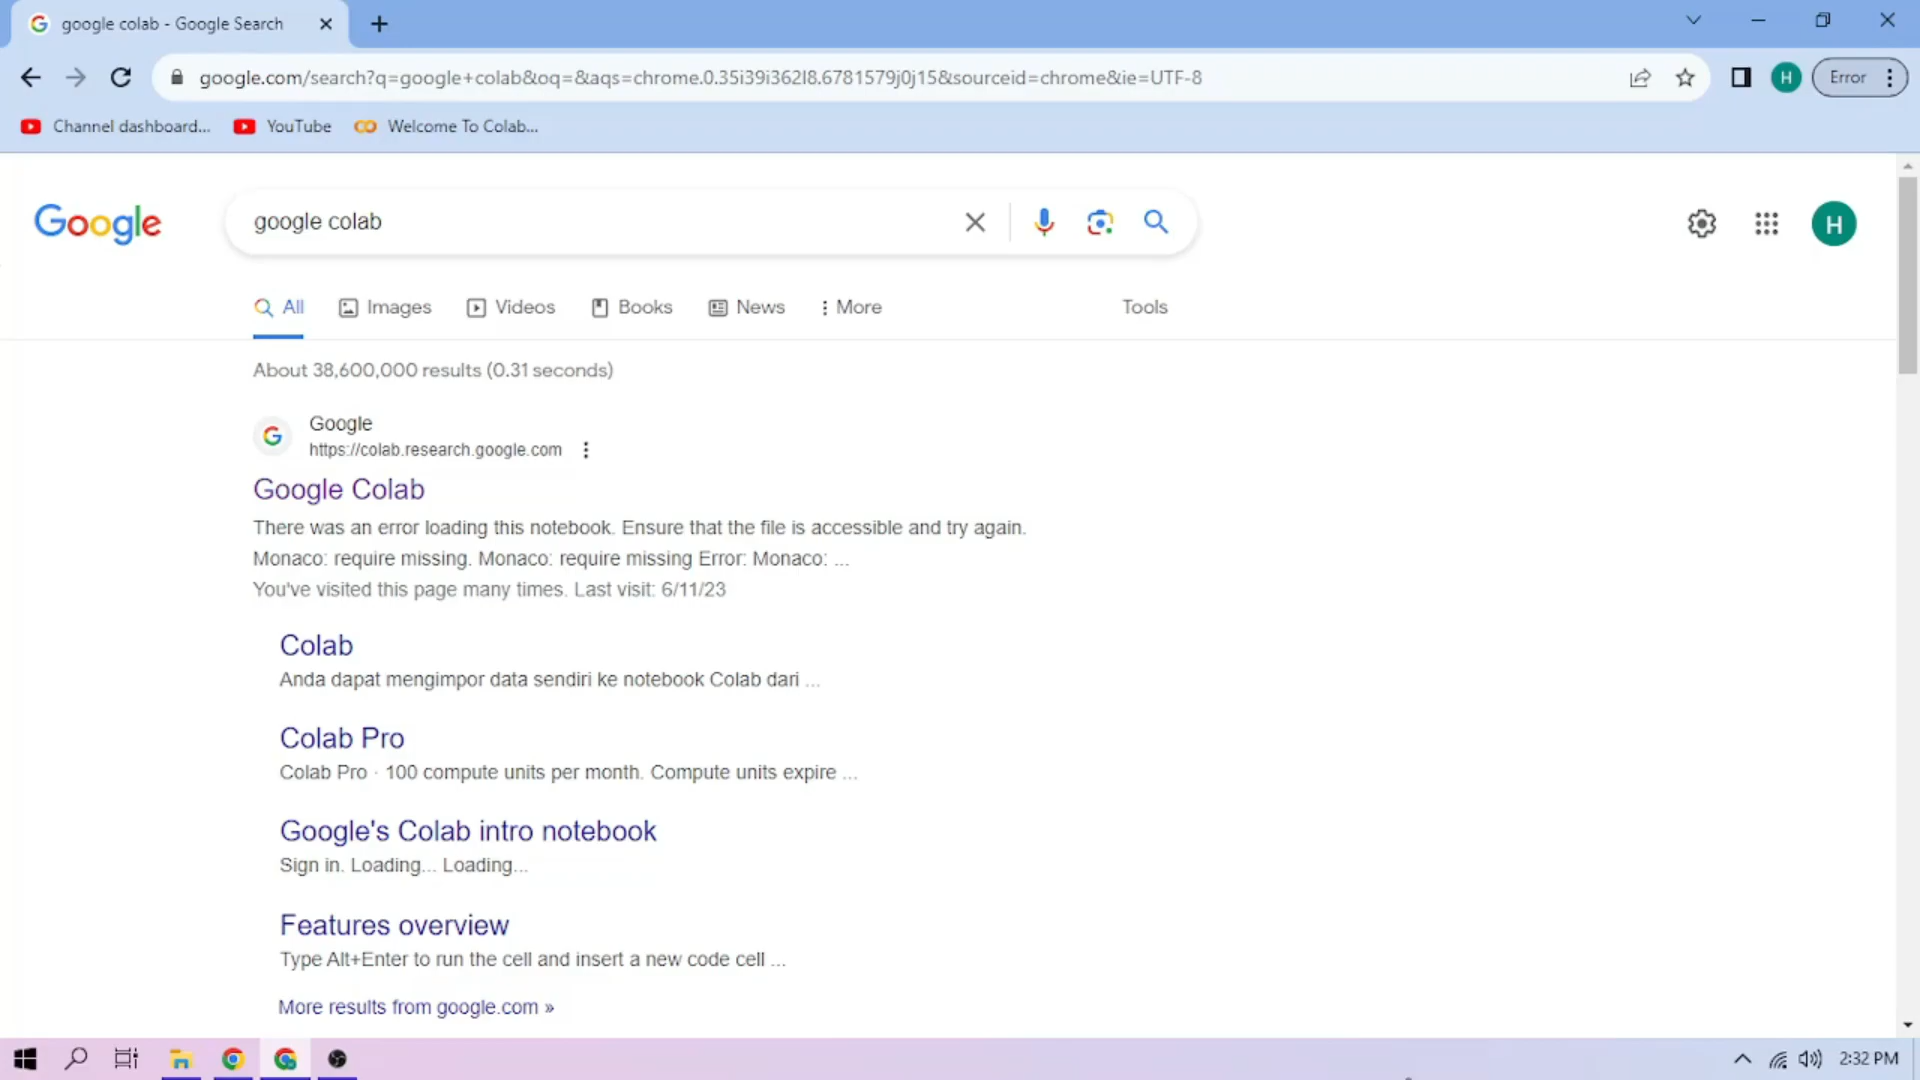 google colab - Google Search
google.com/search?q=google+colab&oq=&aqs=chrome.0.35i39i362l8.6781579j0j15&sourceid=chrome&ie=UTF-8
H
Error
Channel dashboard...
YouTube
Welcome To Colab...
Google
google colab
H
All
Images
Videos
Books
News
More
Tools
About 38,600,000 results (0.31 seconds)
Google
https://colab.research.google.com
Google Colab
There was an error loading this notebook. Ensure that the file is accessible and try again.
Monaco: require missing. Monaco: require missing Error: Monaco: ...
You've visited this page many times. Last visit: 6/11/23
Colab
Anda dapat mengimpor data sendiri ke notebook Colab dari ...
Colab Pro
Colab Pro · 100 compute units per month. Compute units expire ...
Google's Colab intro notebook
Sign in. Loading... Loading...
Features overview
Type Alt+Enter to run the cell and insert a new code cell ...
More results from google.com »
2:32 PM